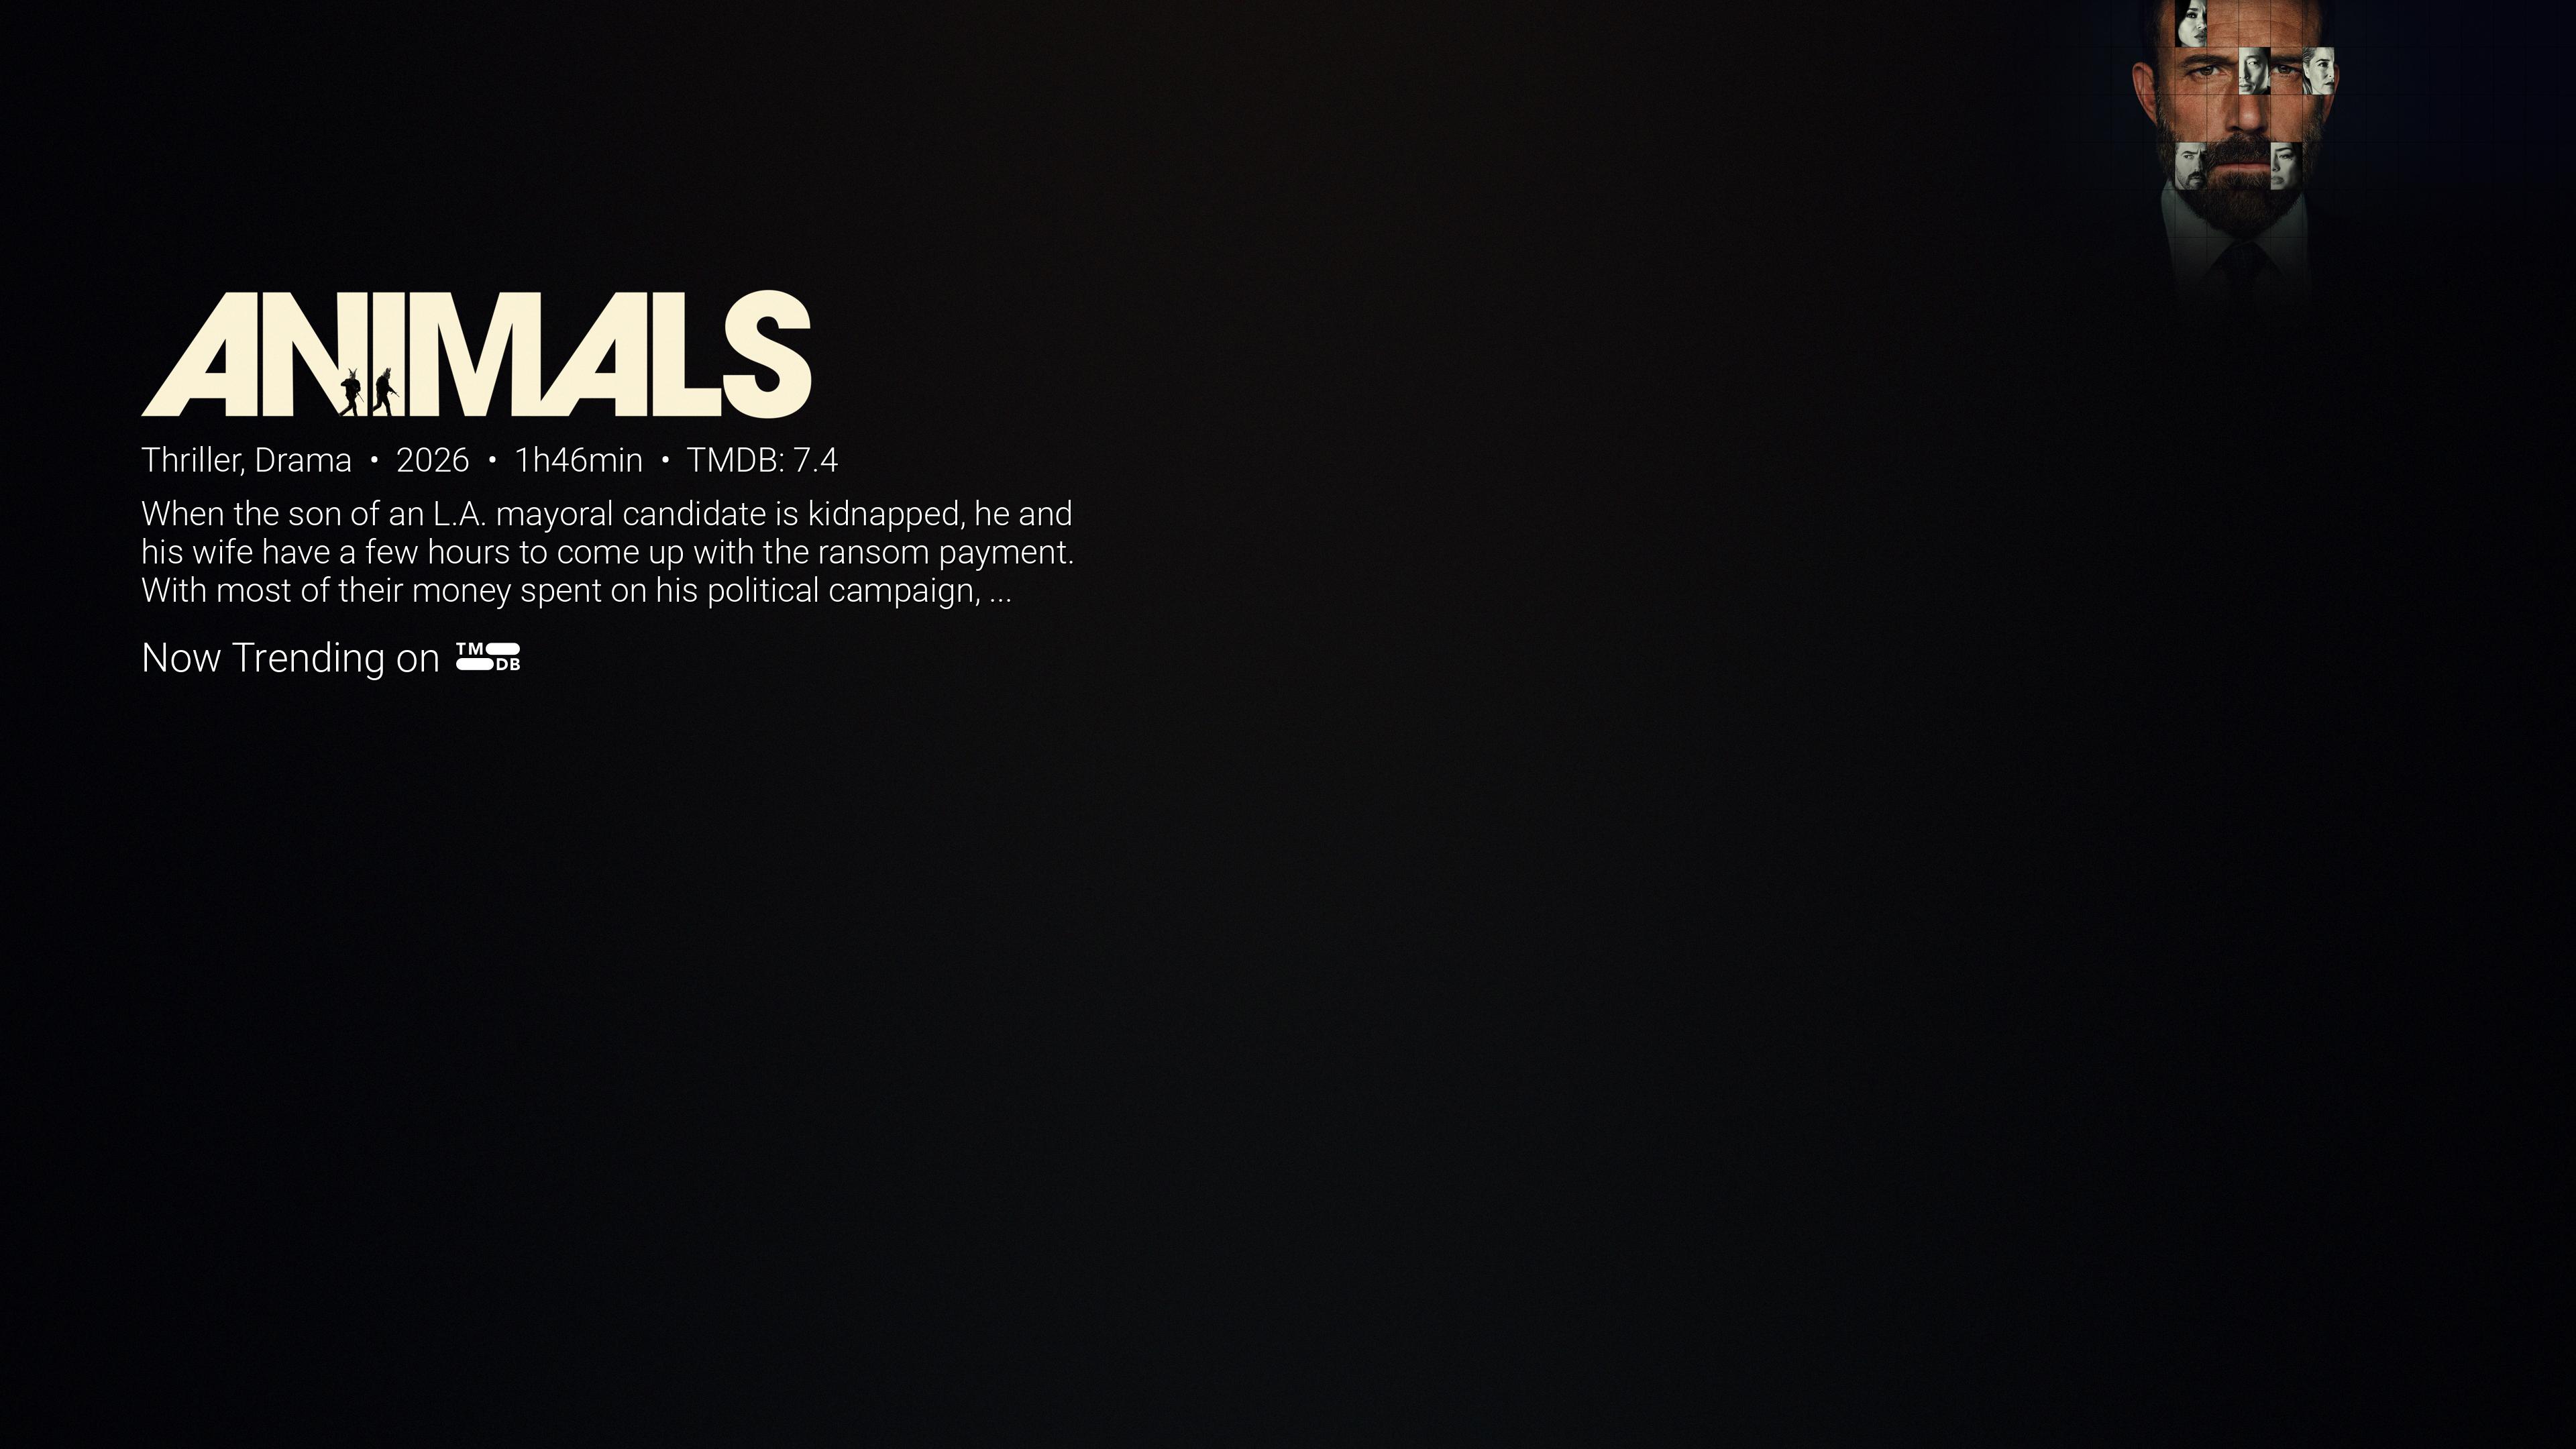 ANIMALS
Thriller, Drama • 2026 • 1h46min • TMDB: 7.4
When the son of an L.A. mayoral candidate is kidnapped, he and
his wife have a few hours to come up with the ransom payment.
With most of their money spent on his political campaign, ...
Now Trending on TMDB